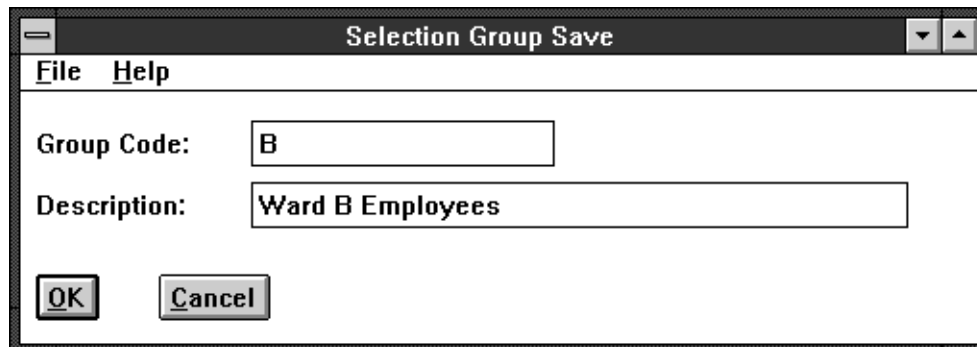 Selection Group Save
File Help
Group Code: B
Description: Ward B Employees
OK Cancel